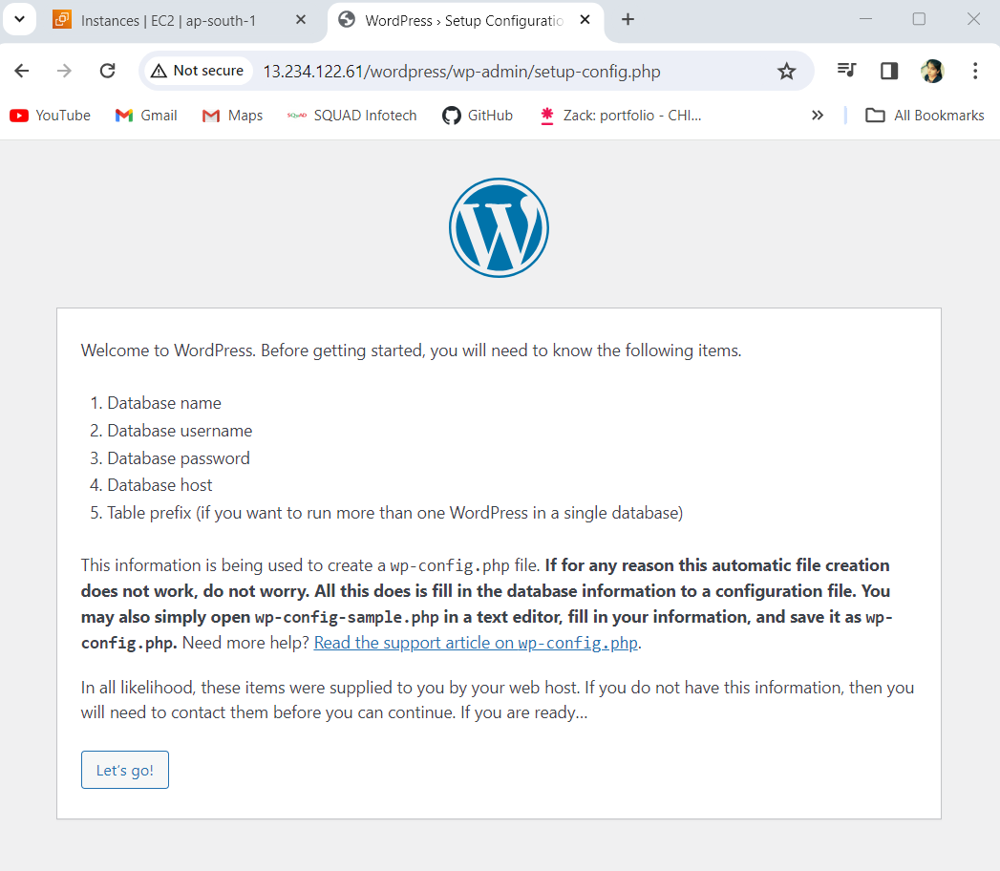 Instances | EC2 | ap-south-1
WordPress › Setup Configuratio
Not secure
13.234.122.61/wordpress/wp-admin/setup-config.php
YouTube
Gmail
Maps
SQUAD
SQUAD Infotech
GitHub
Zack: portfolio - CHI...
All Bookmarks
Welcome to WordPress. Before getting started, you will need to know the following items.
1. Database name
2. Database username
3. Database password
4. Database host
5. Table prefix (if you want to run more than one WordPress in a single database)
This information is being used to create a wp-config.php file. If for any reason this automatic file creation
does not work, do not worry. All this does is fill in the database information to a configuration file. You
may also simply open wp-config-sample.php in a text editor, fill in your information, and save it as wp-
config.php. Need more help? Read the support article on wp-config.php.
In all likelihood, these items were supplied to you by your web host. If you do not have this information, then you
will need to contact them before you can continue. If you are ready…
Let’s go!